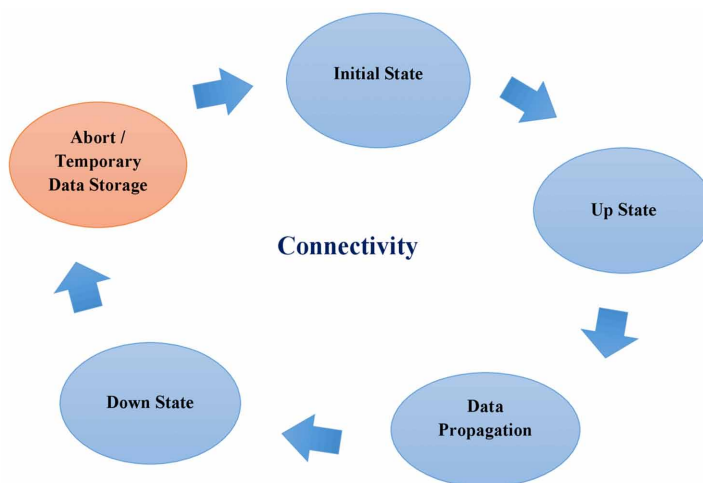 Initial State
Abort /
Temporary
Data Storage
Up State
Connectivity
Down State
Data
Propagation